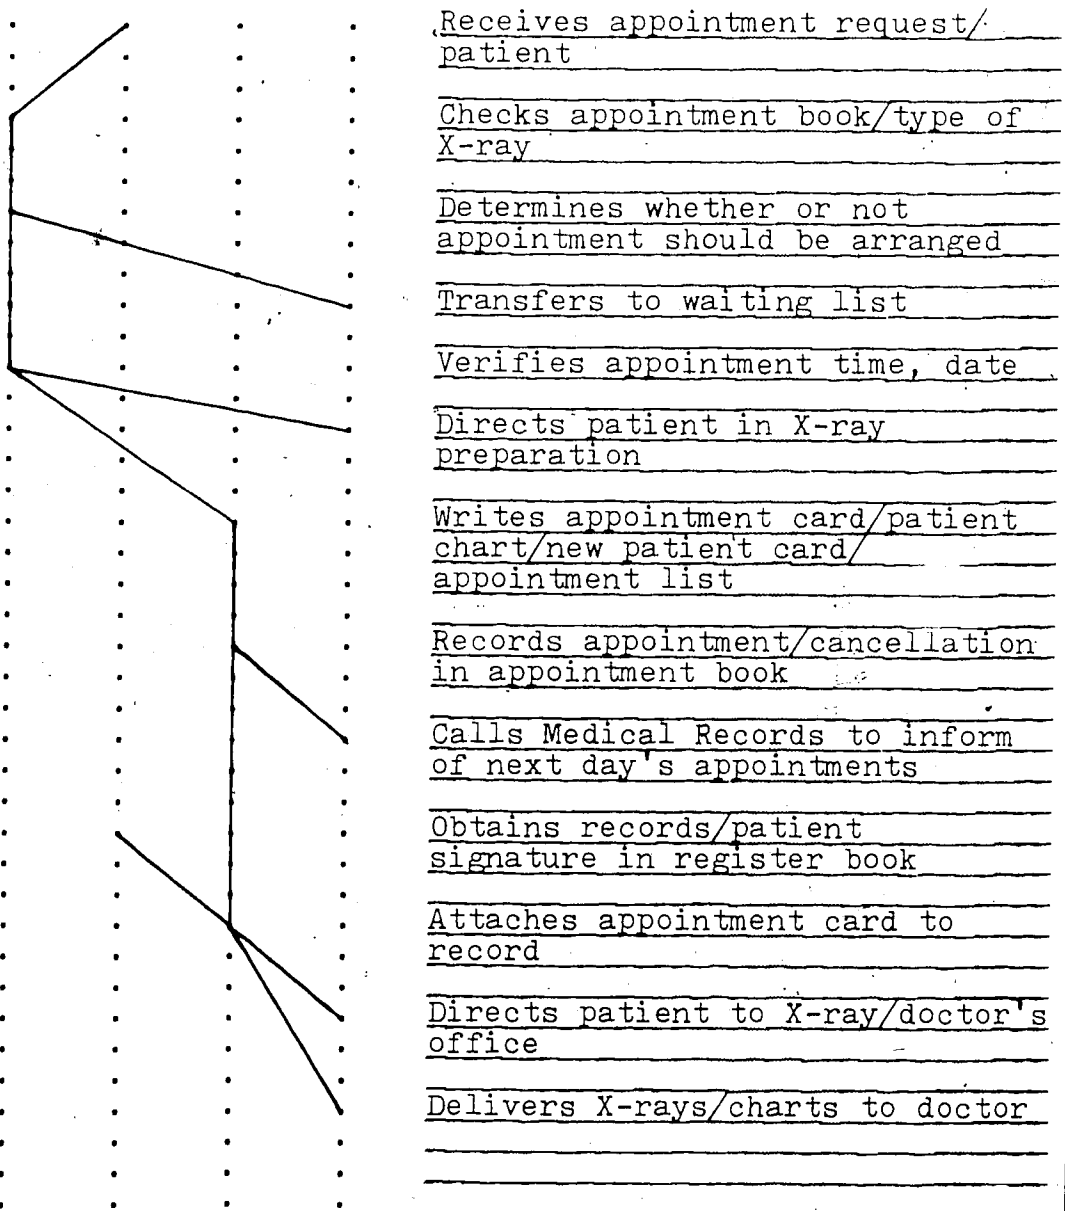 Receives appointment request/
patient
Checks appointment book/type of
X-ray
Determines whether or not
appointment should be arranged
Transfers to waiting list
Verifies appointment time, date
Directs patient in X-ray
preparation
Writes appointment card/patient
chart/new patient card/
appointment list
Records appointment/cancellation
in appointment book
Calls Medical Records to inform
of next day's appointments
Obtains records/patient
signature in register book
Attaches appointment card to
record
Directs patient to X-ray/doctor's
office
Delivers X-rays/charts to doctor